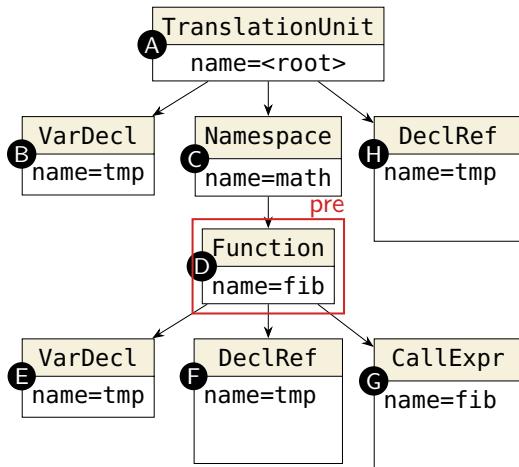 TranslationUnit
A
name=<root>
VarDecl
B
name=tmp
Namespace
C
name=math
DeclRef
H
name=tmp
pre
Function
D
name=fib
VarDecl
E
name=tmp
DeclRef
F
name=tmp
CallExpr
G
name=fib